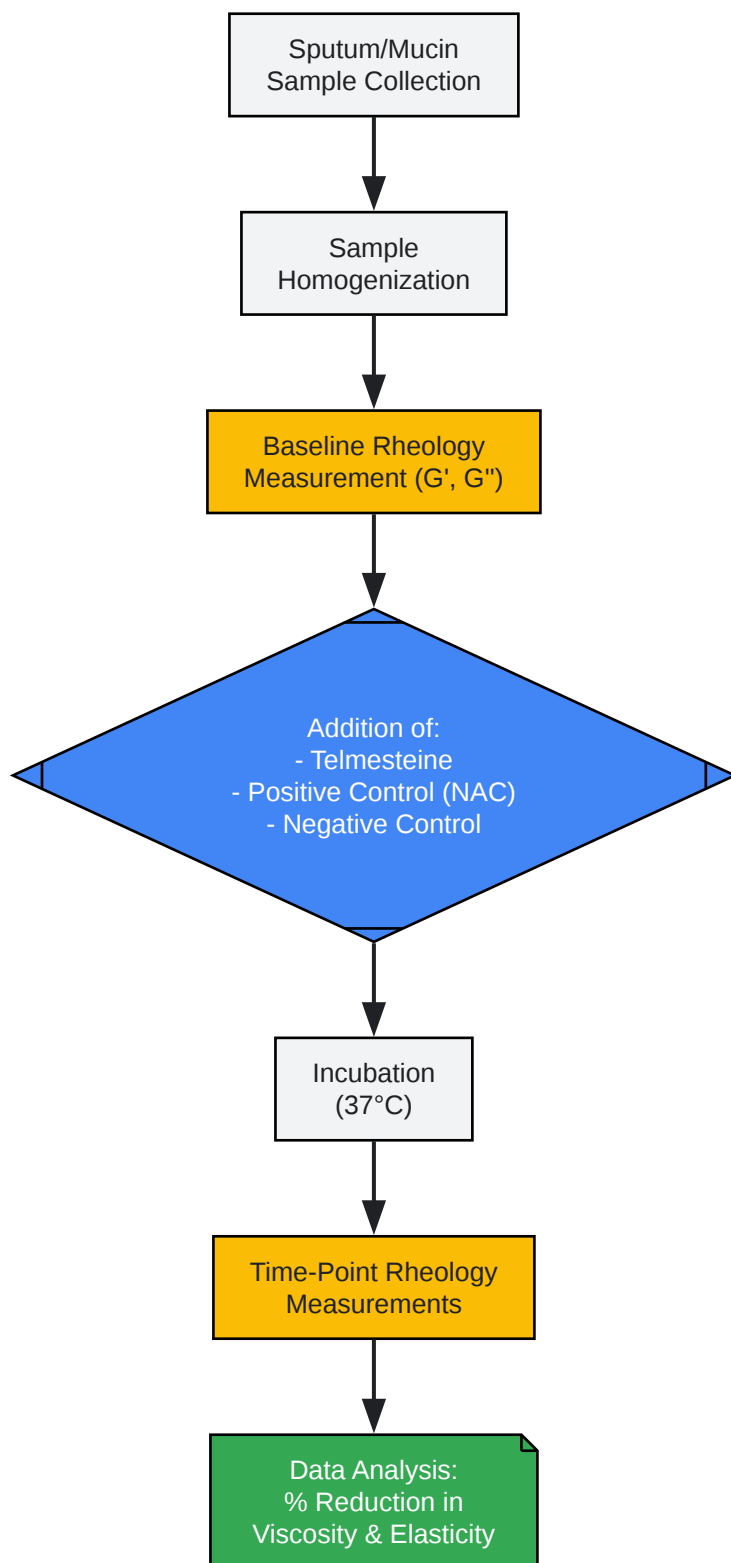 Sputum/Mucin
Sample Collection
Sample
Homogenization
Baseline Rheology
Measurement (G', G'')
Addition of:
- Telmesteine
- Positive Control (NAC)
- Negative Control
Incubation
(37°C)
Time-Point Rheology
Measurements
Data Analysis:
% Reduction in
Viscosity & Elasticity